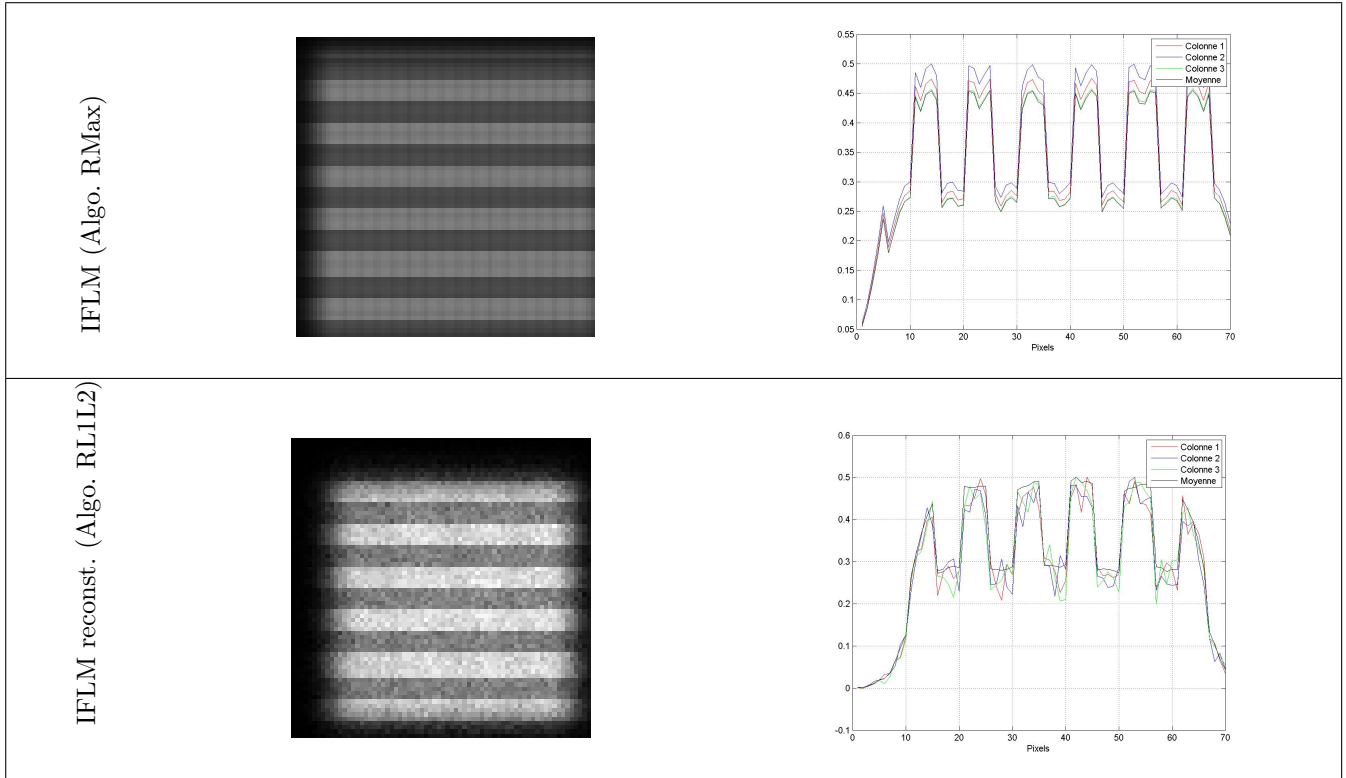 IFLM (Algo. RMax)
0.55
0.5
0.45
0.4
0.35
0.3
0.25
0.2
0.15
0.1
0.05
0 10 20 30 40 50 60 70
Pixels
Colonne 1
Colonne 2
Colonne 3
Moyenne
IFLM reconst. (Algo. RL1L2)
0.6
0.5
0.4
0.3
0.2
0.1
0
-0.1
0 10 20 30 40 50 60 70
Pixels
Colonne 1
Colonne 2
Colonne 3
Moyenne